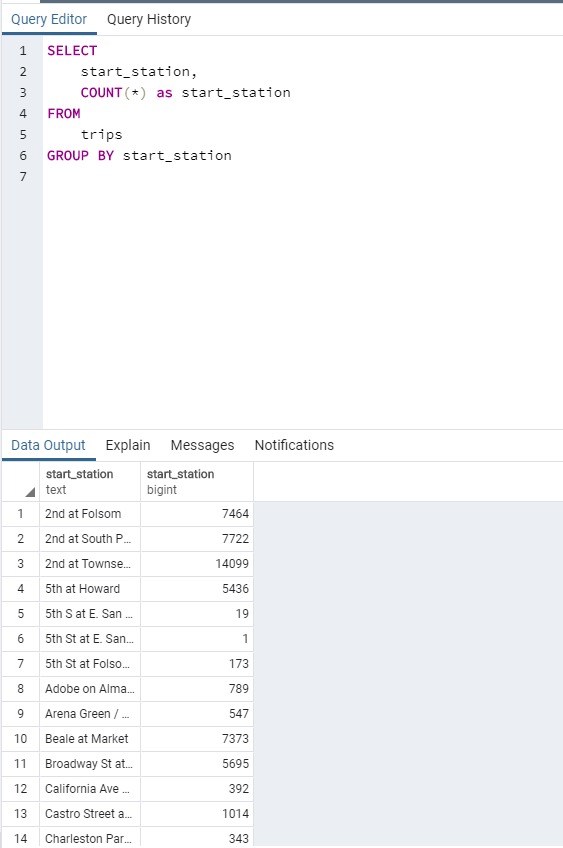 Query Editor Query History
1 SELECT
2 start_station,
3 COUNT(*) as start_station
4 FROM
5 trips
6 GROUP BY start_station
7
Data Output Explain Messages Notifications
start_station start_station
text bigint
1 2nd at Folsom 7464
2 2nd at South P... 7722
3 2nd at Townse... 14099
4 5th at Howard 5436
5 5th S at E. San ... 19
6 5th St at E. San... 1
7 5th St at Folso... 173
8 Adobe on Alma... 789
9 Arena Green / ... 547
10 Beale at Market 7373
11 Broadway St at... 5695
12 California Ave ... 392
13 Castro Street a... 1014
14 Charleston Par... 343